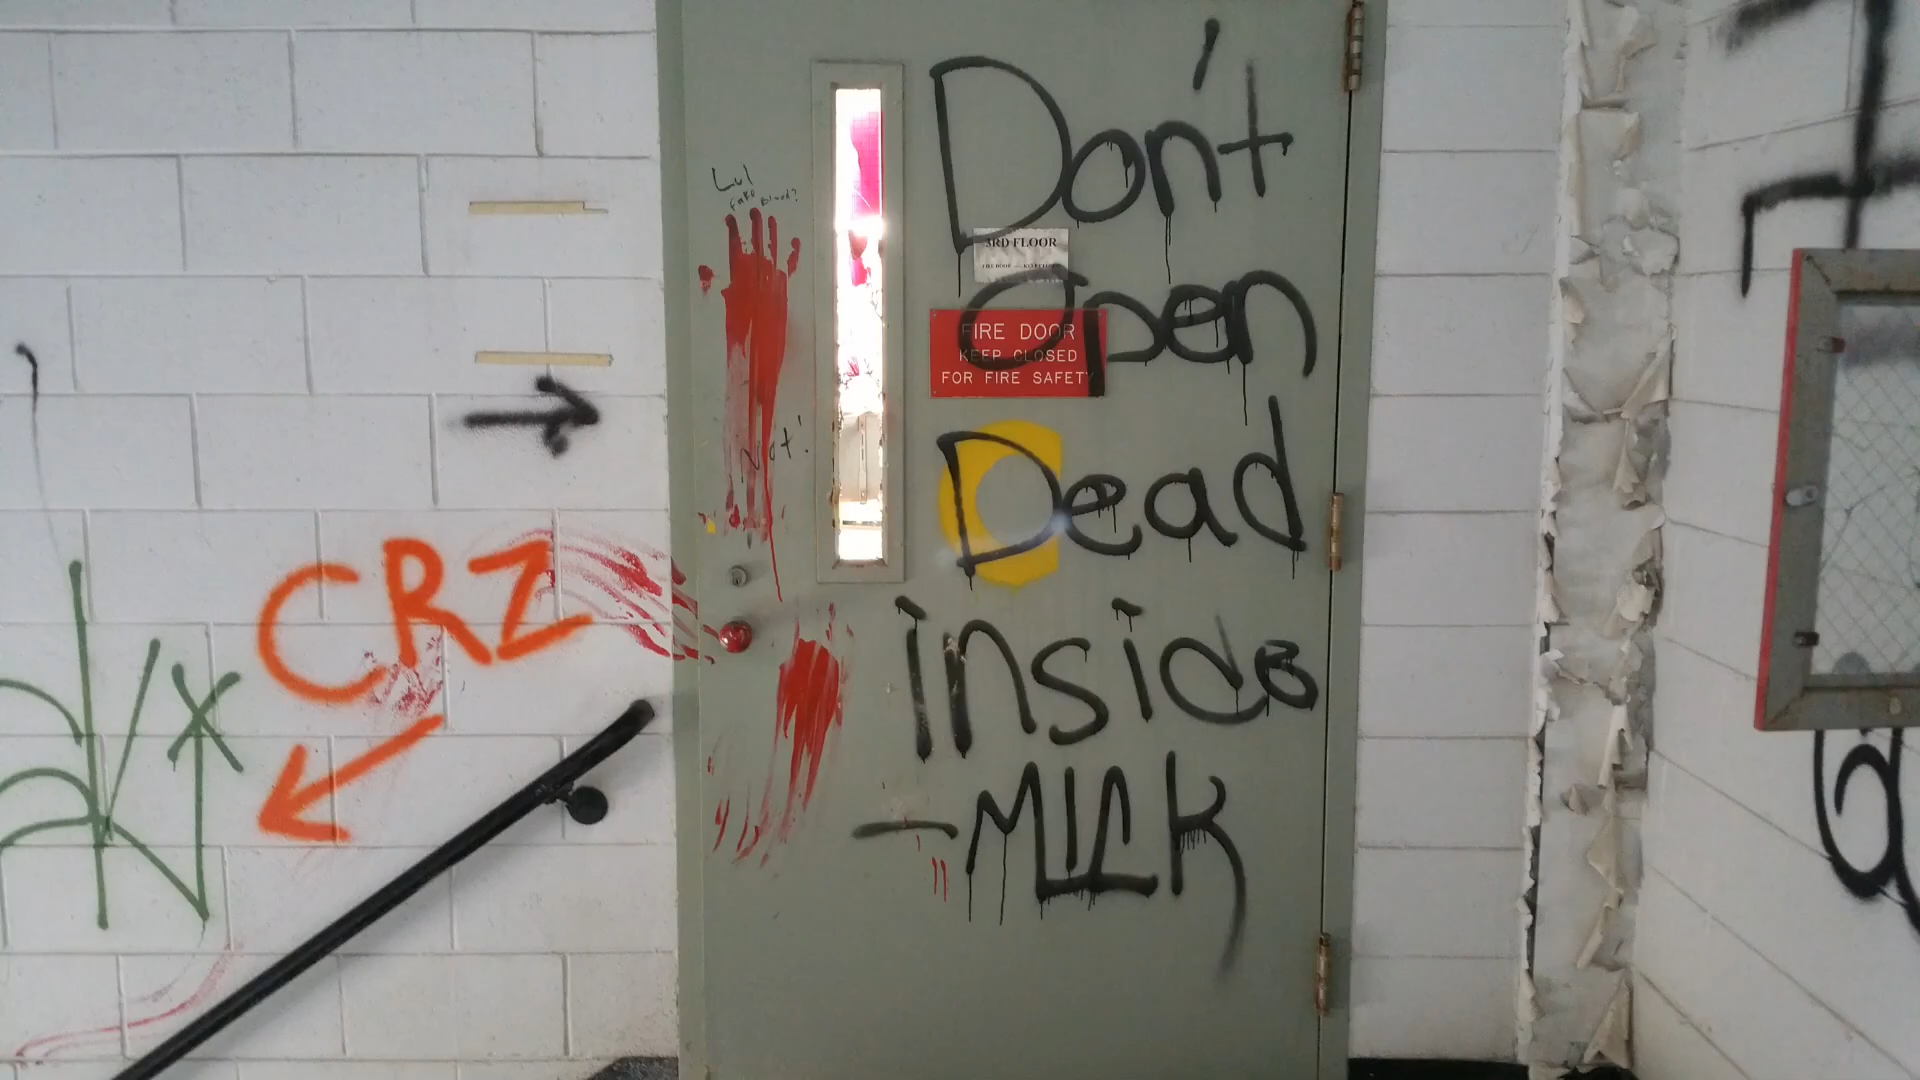 Don't
Open
Dead
inside
-MICK
Lul
Fake Blood?
Not!
3RD FLOOR
FIRE DOOR
KEEP CLOSED
FOR FIRE SAFETY
CRZ